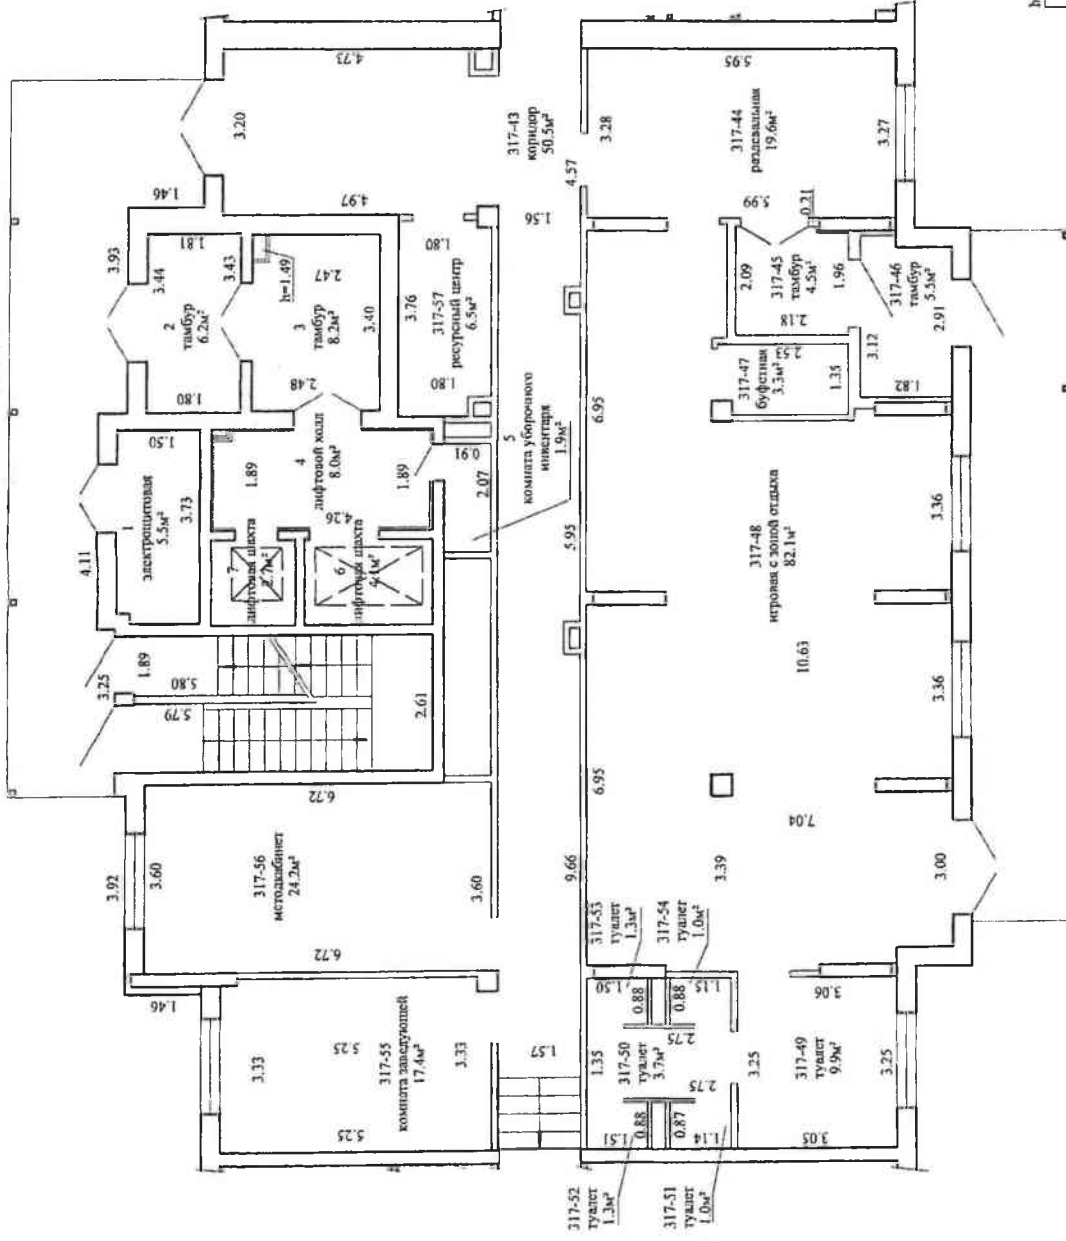 4.73
3.20
317-43
коридор
50.5м²
3.28
5.95
317-44
раздевальная
19.6м²
3.27
4.57
5.99
0.21
1.46
3.93
1.81
3.44
3.43
2
тамбур
6.2м²
1.80
h=1.49
2.47
3
тамбур
8.2м²
3.40
2.48
4.97
1.80
3.76
317-57
ресурсный центр
6.5м²
1.80
1.56
2.09
317-45
тамбур
4.5м²
1.96
2.18
317-46
тамбур
5.5м²
2.91
3.12
1.82
2.53
317-47
буфетная
3.3м²
1.35
6.95
5
комната уборочного
инвентаря
1.9м²
0.91
2.07
1.50
1
электрощитовая
5.5м²
3.73
4.11
1.89
4
лифтовой холл
8.0м²
1.89
4.26
7
лифтовая шахта
6
лифтовая шахта
5.95
317-48
игровая с зоной отдыха
82.1м²
3.36
3.36
10.63
3.25
1.89
5.80
5.79
2.61
6.95
7.04
3.39
3.00
6.72
3.92
3.60
317-56
методкабинет
24.2м²
3.60
6.72
9.66
317-53
туалет
1.3м²
317-54
туалет
1.0м²
1.46
3.33
5.25
317-55
комната заведующей
17.4м²
3.33
5.25
1.57
1.50
0.88
0.88
1.15
1.35
317-50
туалет
3.7м²
2.75
2.75
3.25
317-49
туалет
9.9м²
3.25
3.06
3.05
1.51
0.88
0.87
1.14
317-52
туалет
1.3м²
317-51
туалет
1.0м²